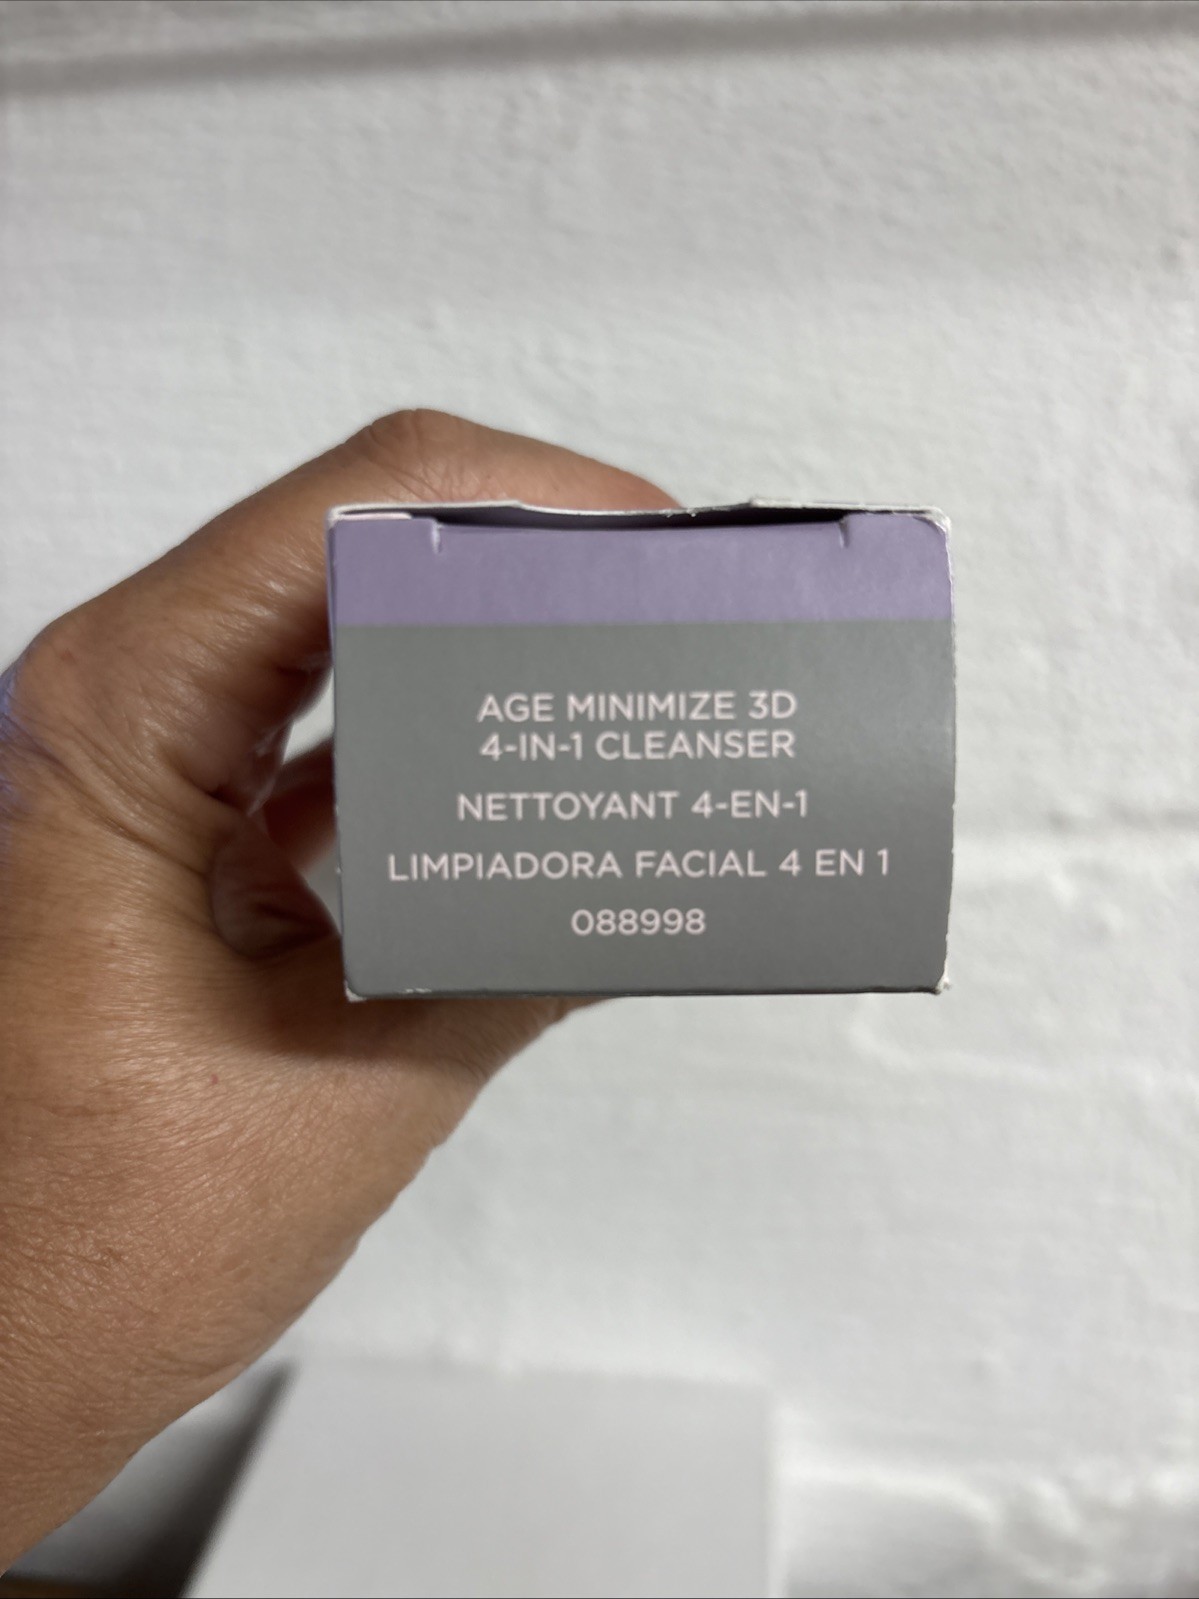 AGE MINIMIZE 3D
4-IN-1 CLEANSER
NETTOYANT 4-EN-1
LIMPIADORA FACIAL 4 EN 1
088998